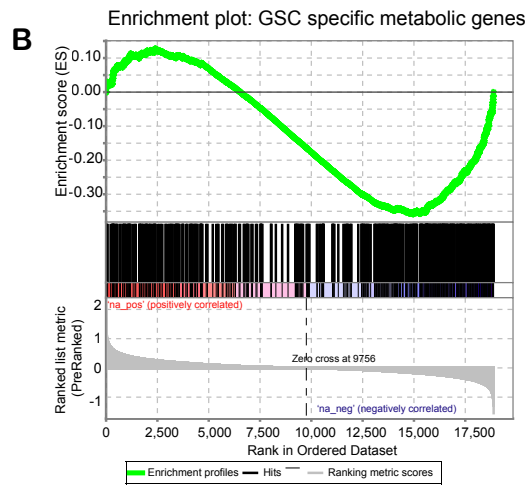 B
Enrichment plot: GSC specific metabolic genes
Enrichment score (ES)
0.10
0.00
-0.10
-0.20
-0.30
'na_pos' (positively correlated)
Ranked list metric
(PreRanked)
2
1
0
-1
Zero cross at 9756
'na_neg' (negatively correlated)
0 2,500 5,000 7,500 10,000 12,500 15,000 17,500
Rank in Ordered Dataset
Enrichment profiles Hits Ranking metric scores